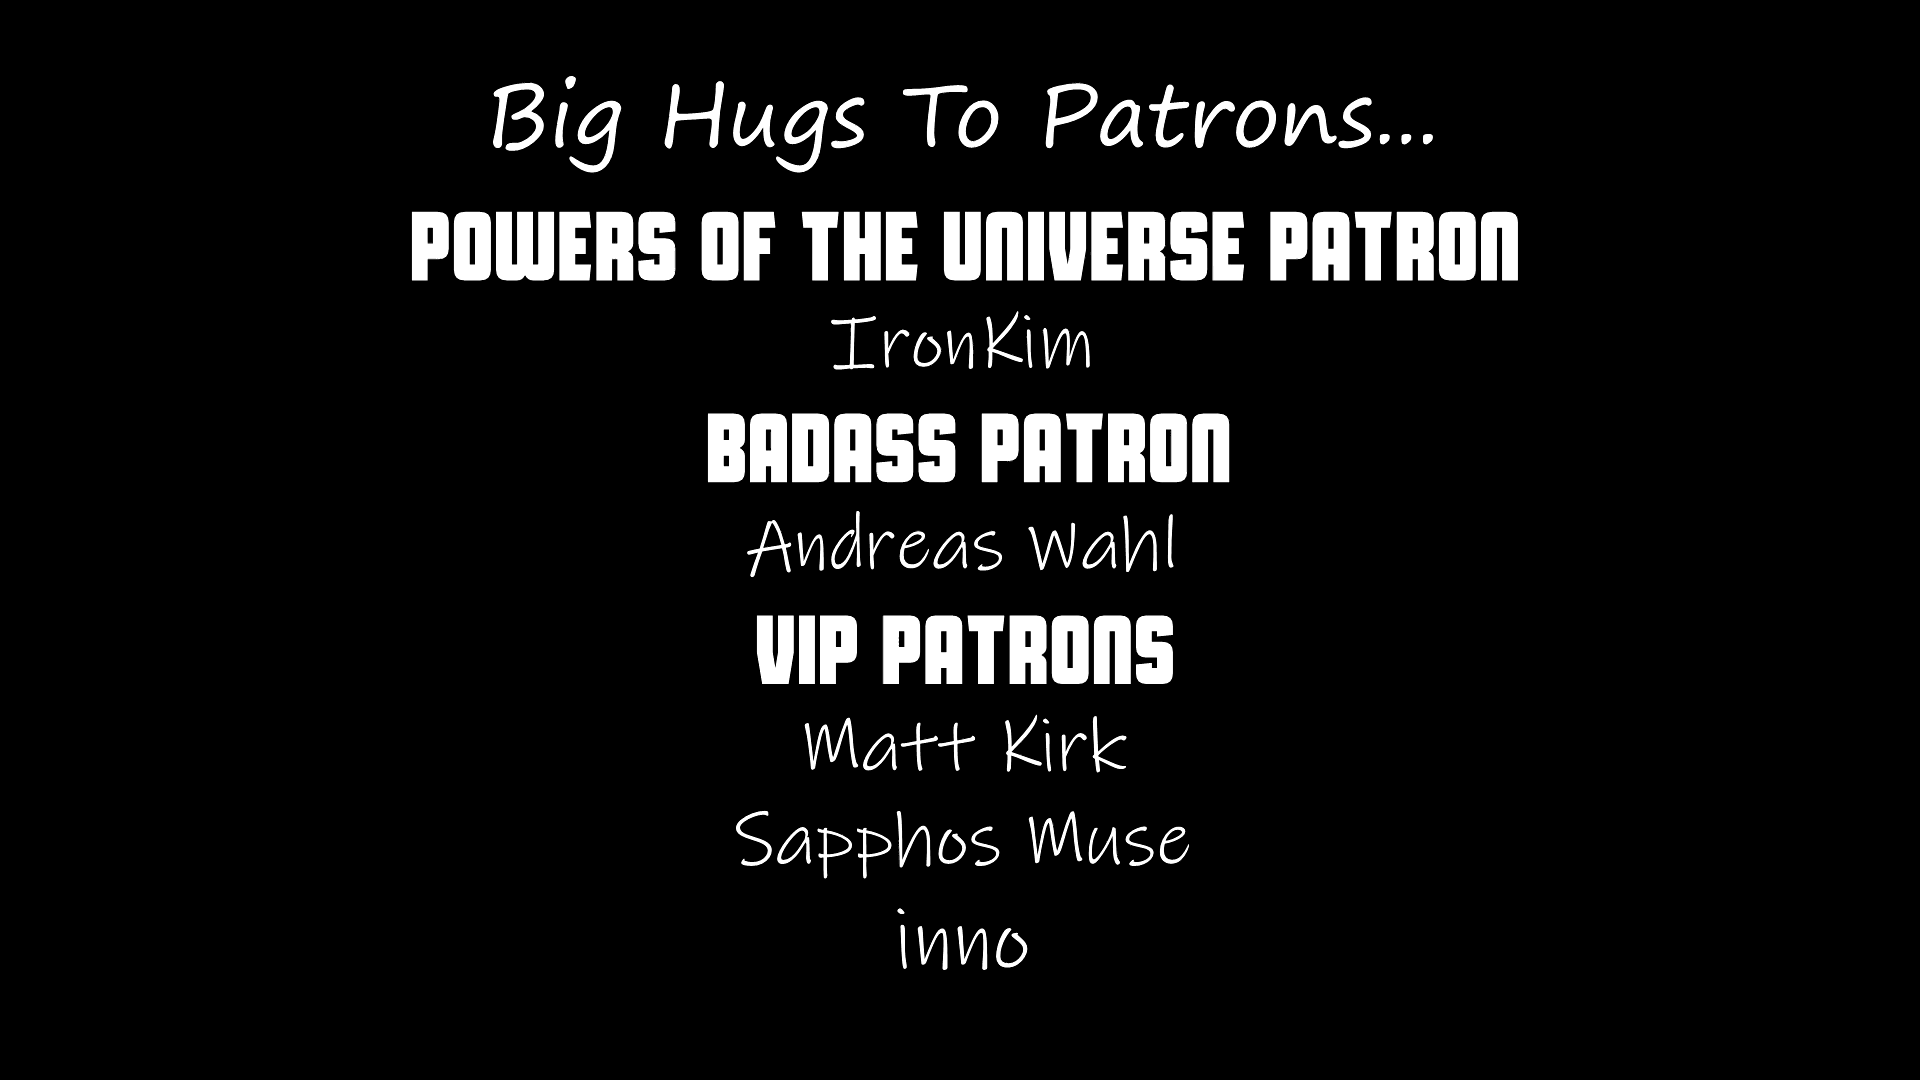 Big Hugs To Patrons...
POWERS OF THE UNIVERSE PATRON
IronKim
BADASS PATRON
Andreas Wahl
VIP PATRONS
Matt Kirk
Sapphos Muse
inno